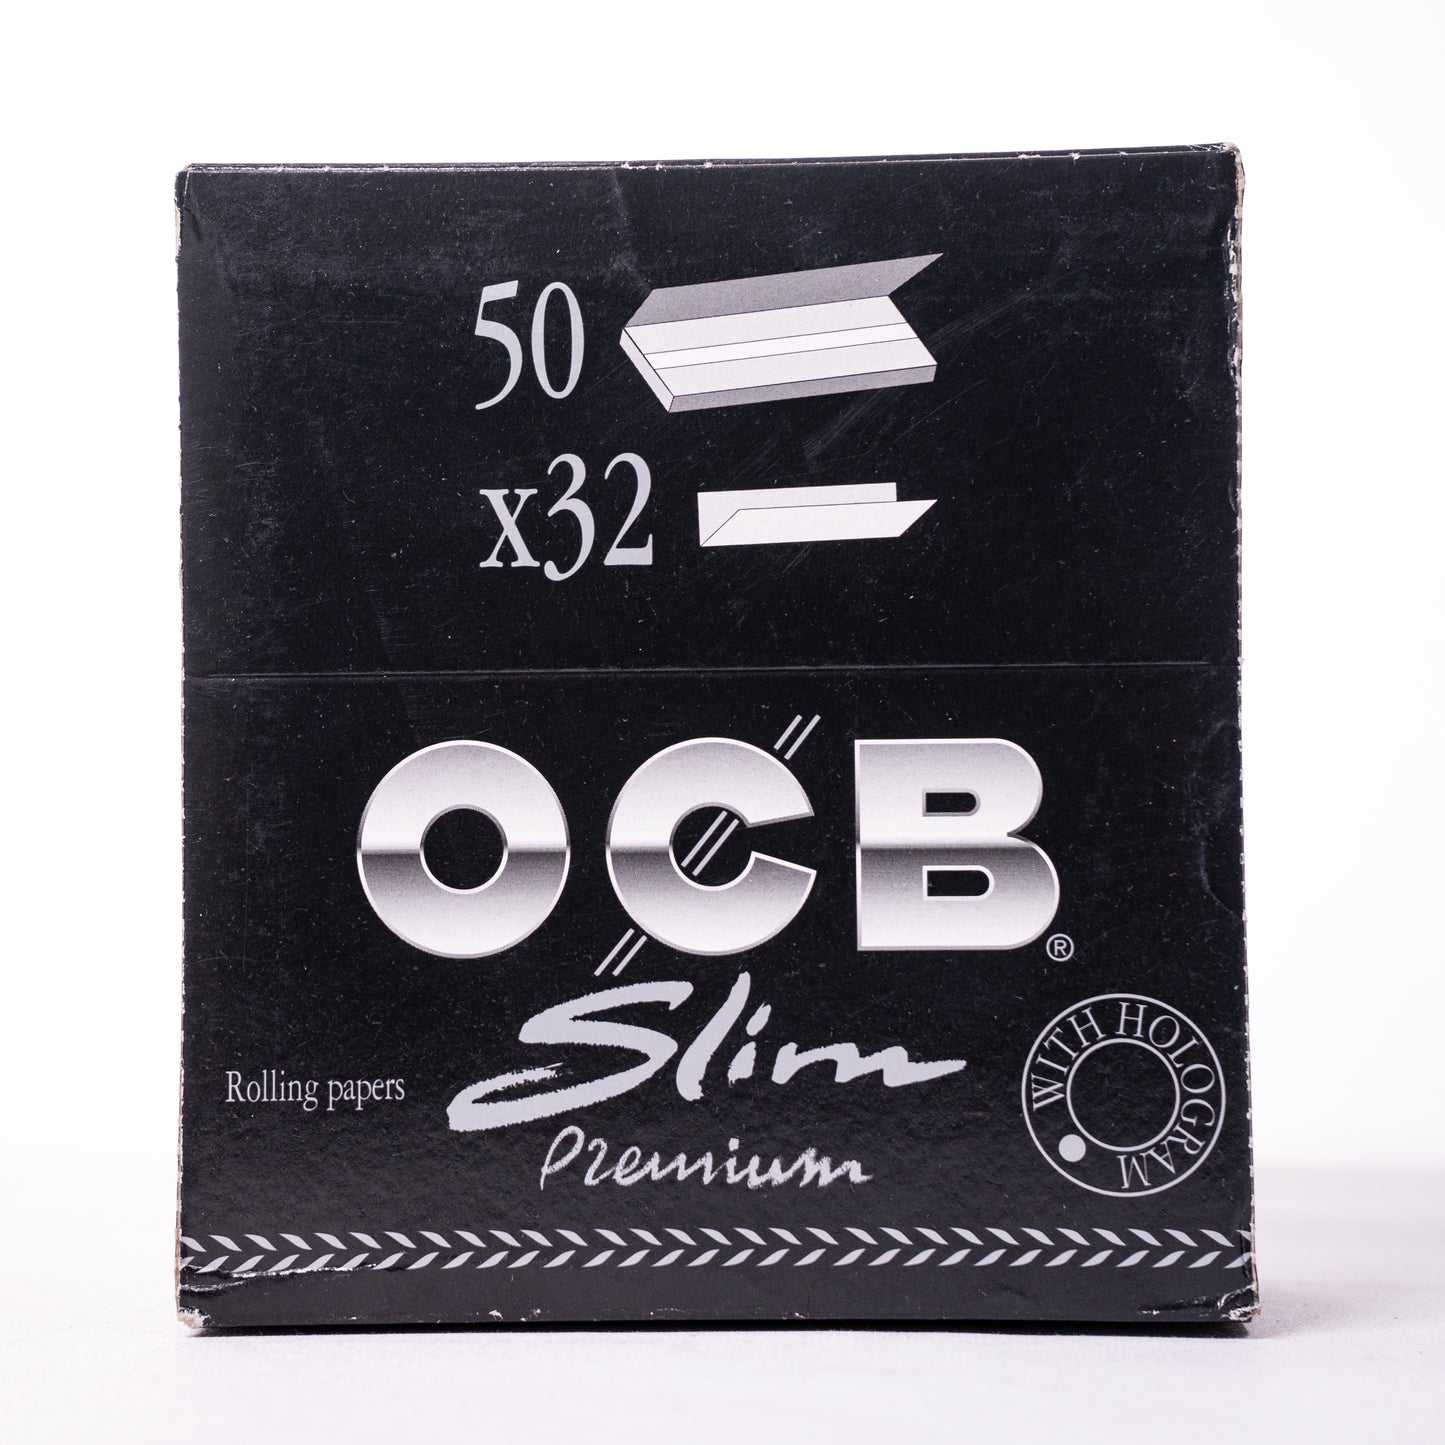 50
x32
OCB®
Slim
Rolling papers
Premium
WITH HOLOGRAM